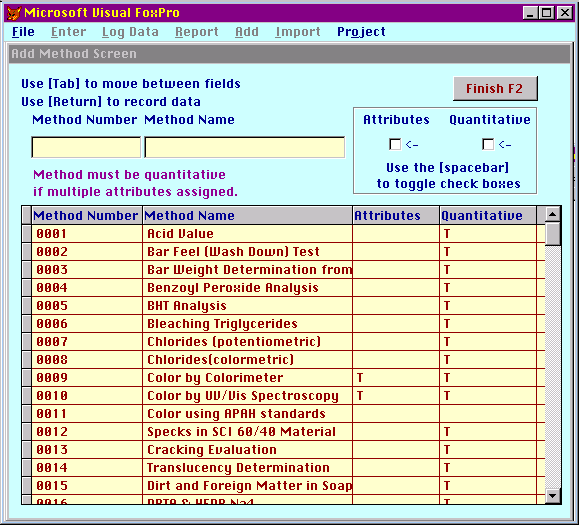 Microsoft Visual FoxPro
File Enter Log Data Report Add Import Project
Add Method Screen
Use [Tab] to move between fields
Use [Return] to record data
Finish F2
Method Number Method Name
Attributes Quantitative
<- <-
Use the [spacebar]
to toggle check boxes
Method must be quantitative
if multiple attributes assigned.
Method Number Method Name Attributes Quantitative
0001 Acid Value T
0002 Bar Feel (Wash Down) Test T
0003 Bar Weight Determination from T
0004 Benzoyl Peroxide Analysis T
0005 BHT Analysis T
0006 Bleaching Triglycerides T
0007 Chlorides (potentiometric) T
0008 Chlorides(colormetric) T
0009 Color by Colorimeter T T
0010 Color by UV/Vis Spectroscopy T T
0011 Color using APAH standards
0012 Specks in SCI 60/40 Material T
0013 Cracking Evaluation T
0014 Translucency Determination T
0015 Dirt and Foreign Matter in Soap T
0016